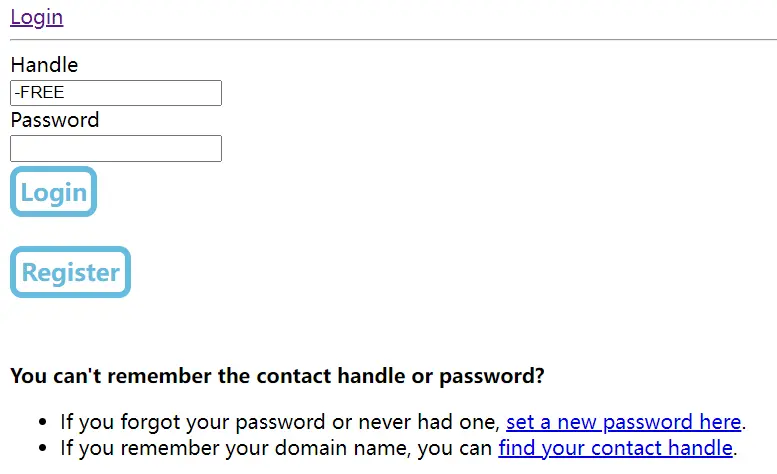 Login
Handle
-FREE
Password
Login
Register
You can't remember the contact handle or password?
If you forgot your password or never had one, set a new password here.
If you remember your domain name, you can find your contact handle.